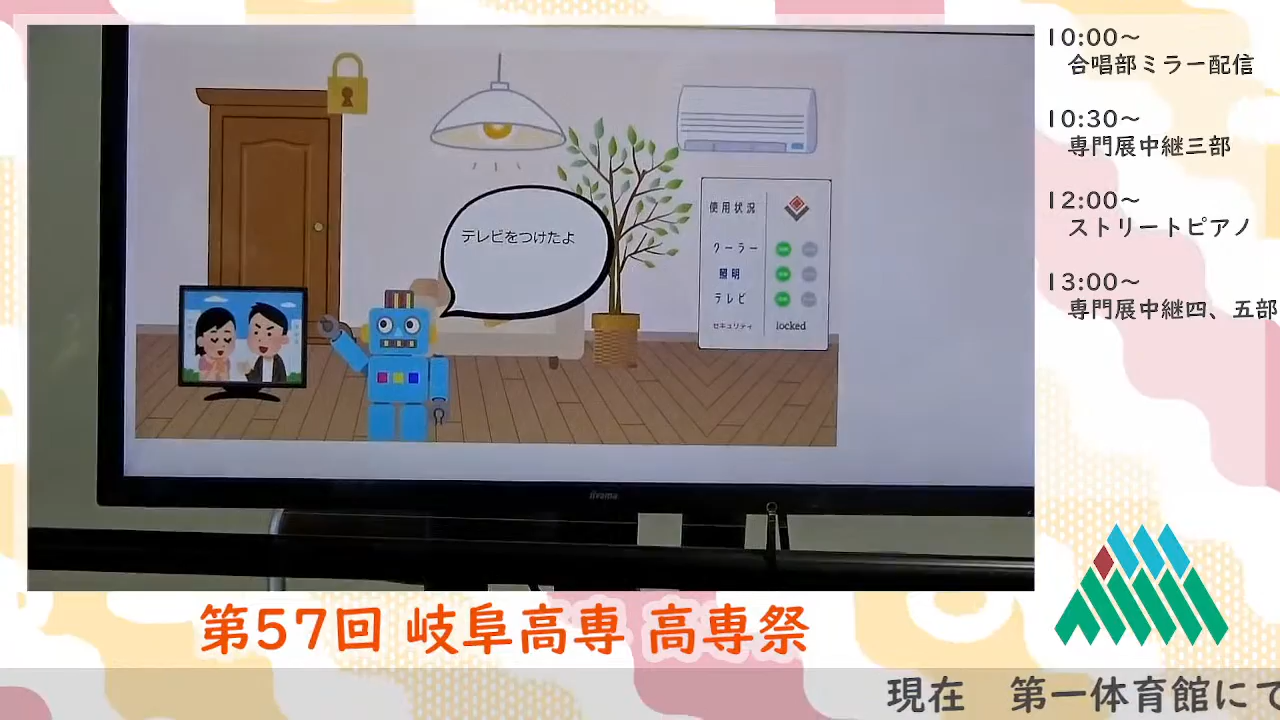 テレビをつけたよ
使用状況
クーラー
照明
テレビ
セキュリティ locked
iiyama
10:00～
合唱部ミラー配信
10:30～
専門展中継三部
12:00～
ストリートピアノ
13:00～
専門展中継四、五部
第57回 岐阜高専 高専祭
現在 第一体育館にて